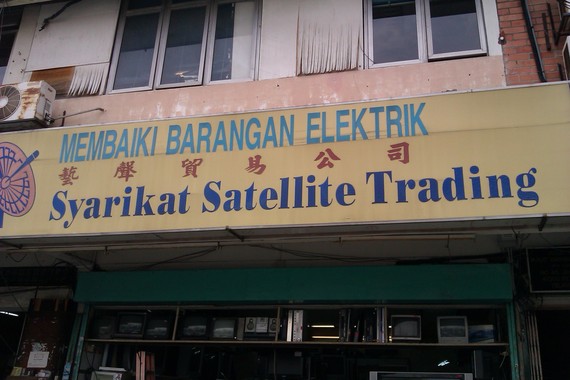 MEMBAIKI BARANGAN ELEKTRIK
藝聲貿易公司
Syarikat Satellite Trading